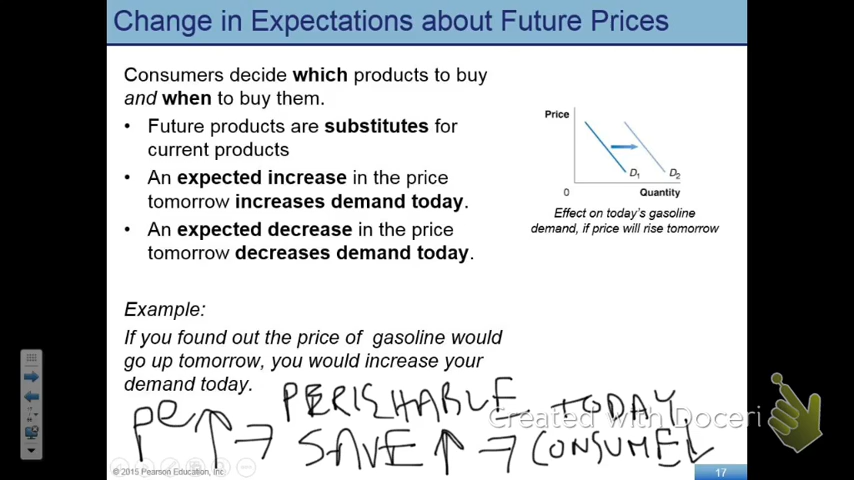 Change in Expectations about Future Prices
Consumers decide which products to buy
and when to buy them.
• Future products are substitutes for
current products
• An expected increase in the price
tomorrow increases demand today.
• An expected decrease in the price
tomorrow decreases demand today.
Price
D1 D2
0 Quantity
Effect on today's gasoline
demand, if price will rise tomorrow
Example:
If you found out the price of gasoline would
go up tomorrow, you would increase your
demand today.
PERISHABLE TODAY
pe↑ → SAVE ↑ → CONSUME↓
Created with Doceri
© 2015 Pearson Education, Inc.
17